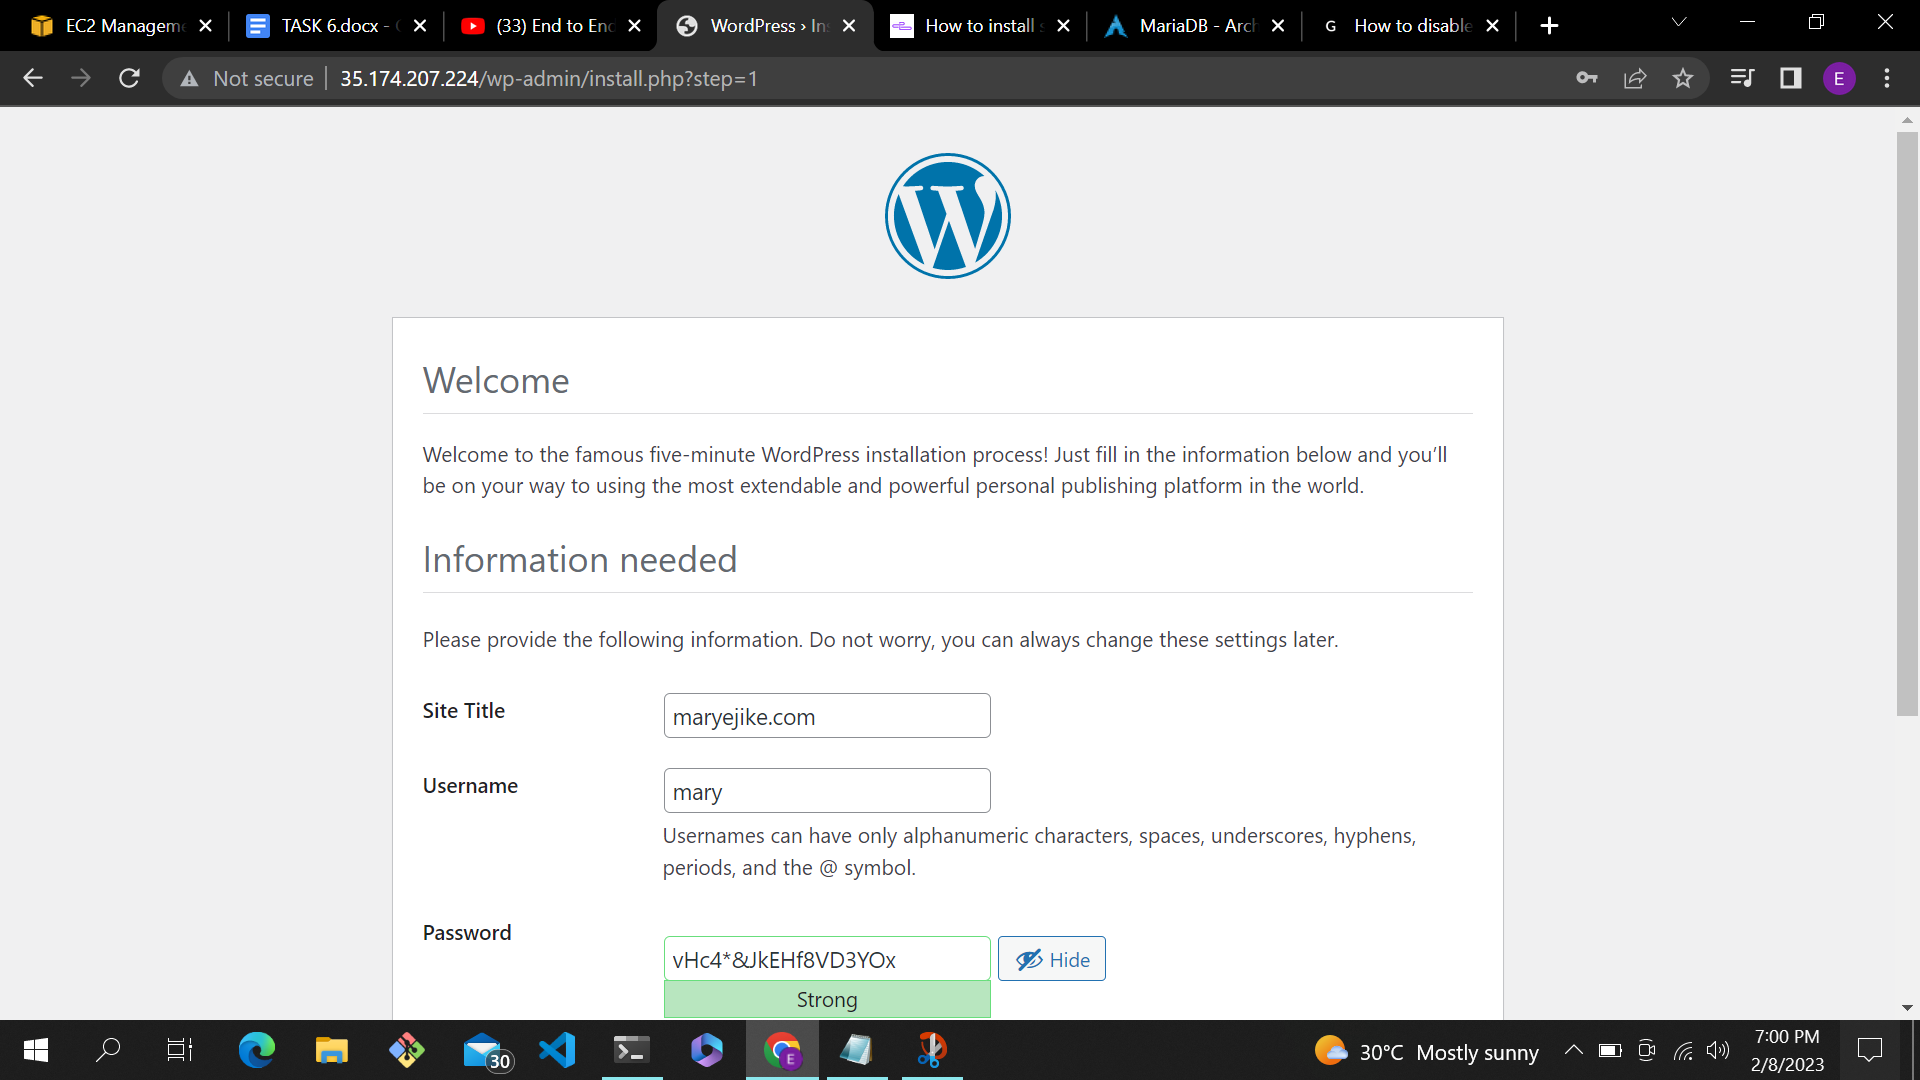 EC2 Manageme
TASK 6.docx -
(33) End to End
WordPress › Ins
How to install s
MariaDB - Arch
How to disable
Not secure
35.174.207.224/wp-admin/install.php?step=1
E
W
Welcome
Welcome to the famous five-minute WordPress installation process! Just fill in the information below and you’ll
be on your way to using the most extendable and powerful personal publishing platform in the world.
Information needed
Please provide the following information. Do not worry, you can always change these settings later.
Site Title
maryejike.com
Username
mary
Usernames can have only alphanumeric characters, spaces, underscores, hyphens,
periods, and the @ symbol.
Password
vHc4*&JkEHf8VD3YOx
Hide
Strong
30
E
30°C Mostly sunny
7:00 PM
2/8/2023